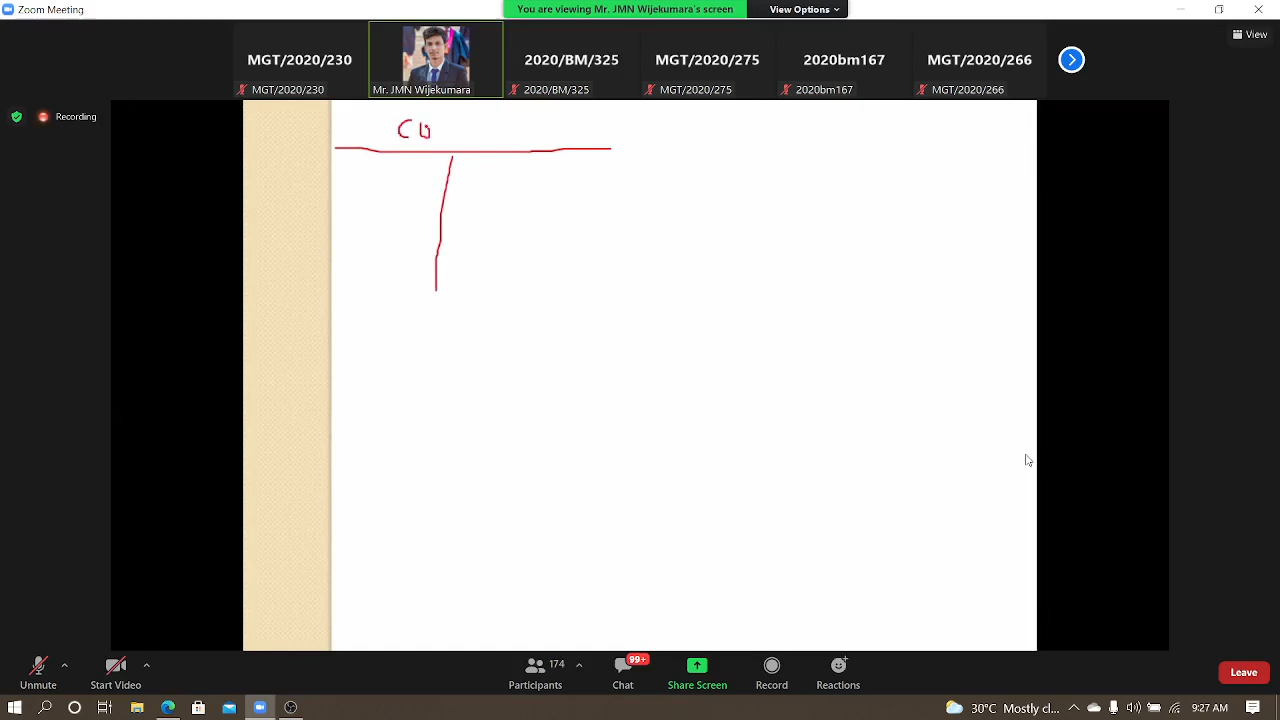 Zoom Meeting
You are viewing Mr. JMN Wijekumara's screen
View Options
View
MGT/2020/230
2020/BM/325
MGT/2020/275
2020bm167
MGT/2020/266
MGT/2020/230
Mr. JMN Wijekumara
2020/BM/325
MGT/2020/275
2020bm167
MGT/2020/266
Recording
Unmute
Start Video
174
Participants
99+
Chat
Share Screen
Record
Reactions
Leave
30°C Mostly cl...
9:27 AM